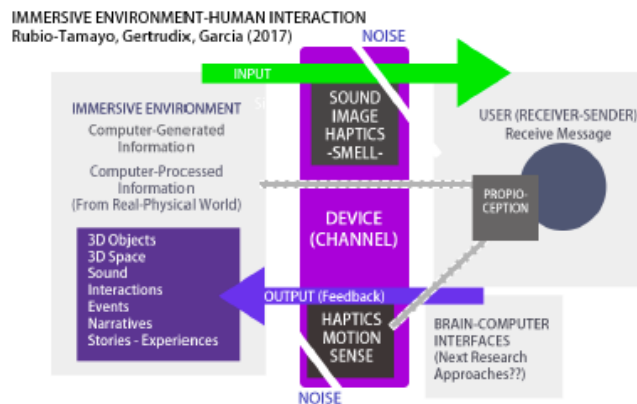 IMMERSIVE ENVIRONMENT-HUMAN INTERACTION
Rubio-Tamayo, Gertrudix, Garcia (2017)
NOISE
INPUT
IMMERSIVE ENVIRONMENT
Computer-Generated
Information
Computer-Processed
Information
(From Real-Physical World)
3D Objects
3D Space
Sound
Interactions
Events
Narratives
Stories - Experiences
SOUND
IMAGE
HAPTICS
-SMELL-
DEVICE
(CHANNEL)
OUTPUT (Feedback)
HAPTICS
MOTION
SENSE
NOISE
USER (RECEIVER-SENDER)
Receive Message
PROPIO-
CEPTION
BRAIN-COMPUTER
INTERFACES
(Next Research
Approaches??)